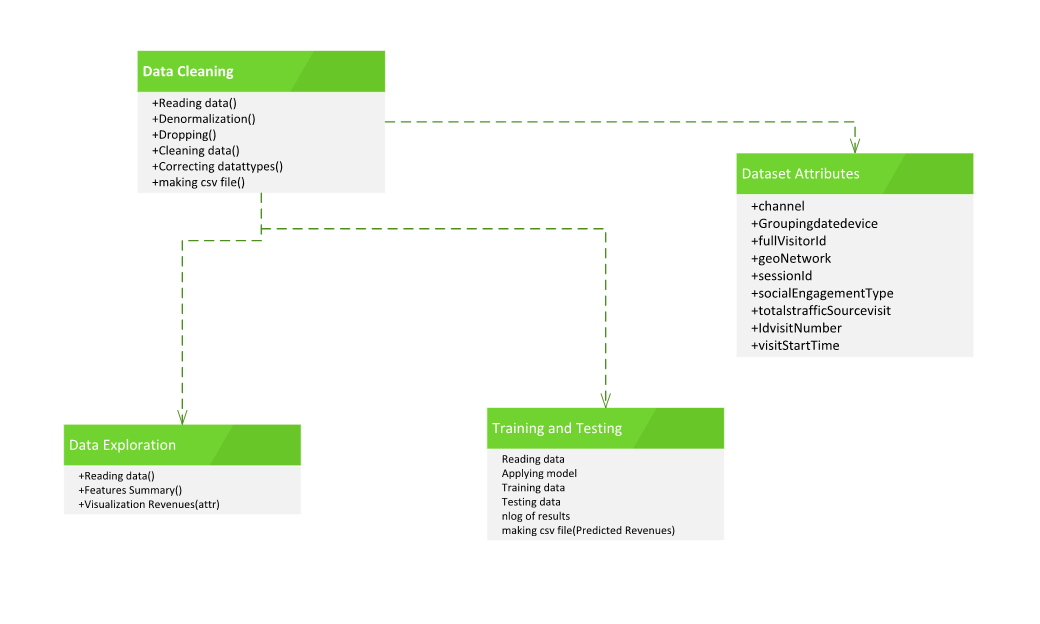 Data Cleaning
+Reading data()
+Denormalization()
+Dropping()
+Cleaning data()
+Correcting datattypes()
+making csv file()
Dataset Attributes
+channel
+Groupingdatedevice
+fullVisitorId
+geoNetwork
+sessionId
+socialEngagementType
+totalstrafficSourcevisit
+IdvisitNumber
+visitStartTime
Data Exploration
+Reading data()
+Features Summary()
+Visualization Revenues(attr)
Training and Testing
Reading data
Applying model
Training data
Testing data
nlog of results
making csv file(Predicted Revenues)